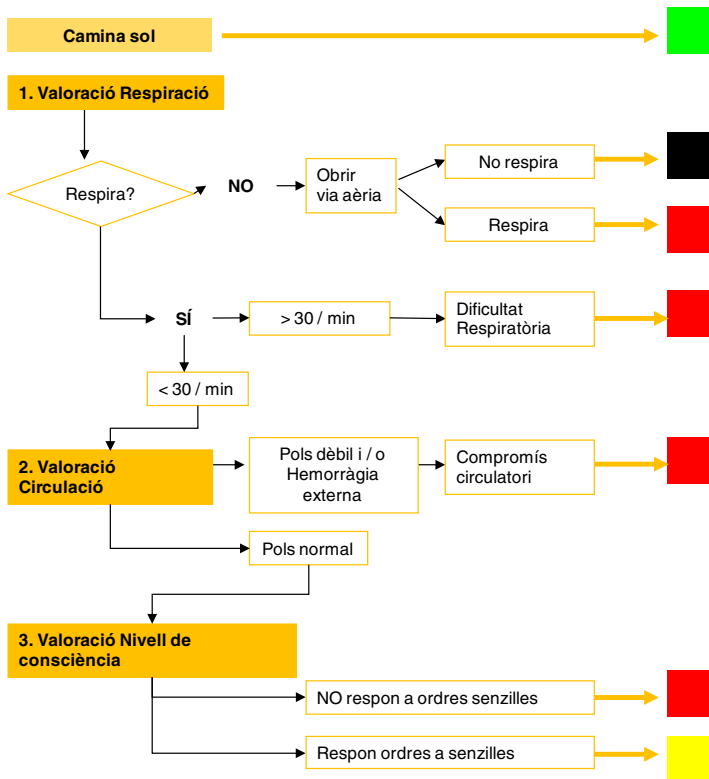 Camina sol
1. Valoració Respiració
Respira?
NO
Obrir
via aèria
No respira
Respira
SÍ
> 30 / min
Dificultat
Respiratòria
< 30 / min
2. Valoració
Circulació
Pols dèbil i / o
Hemorràgia
externa
Compromís
circulatori
Pols normal
3. Valoració Nivell de
consciència
NO respon a ordres senzilles
Respon ordres a senzilles